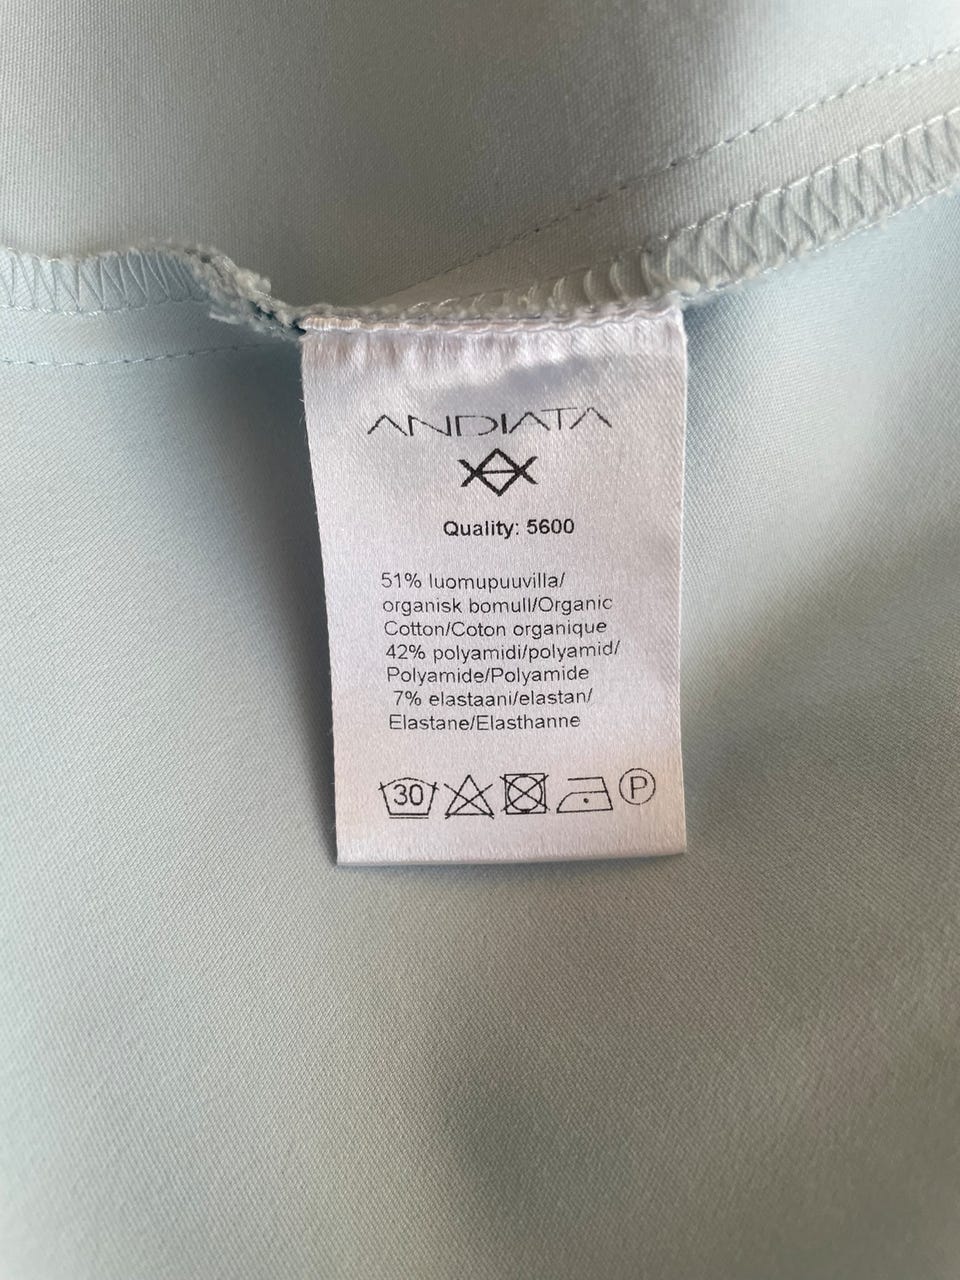 ANDIATA
Quality: 5600
51% luomupuuvilla/
organisk bomull/Organic
Cotton/Coton organique
42% polyamidi/polyamid/
Polyamide/Polyamide
7% elastaani/elastan/
Elastane/Elasthanne
30 P